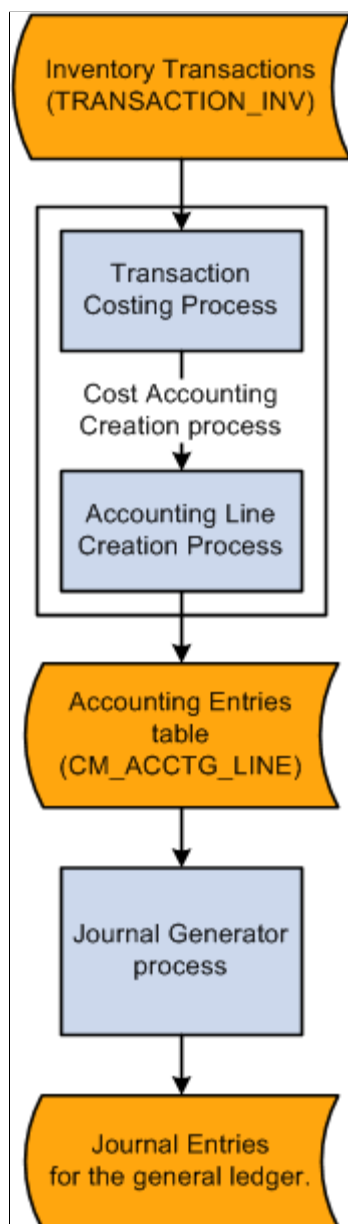 Inventory Transactions
(TRANSACTION_INV)
Transaction
Costing Process
Cost Accounting
Creation process
Accounting Line
Creation Process
Accounting Entries
table
(CM_ACCTG_LINE)
Journal Generator
process
Journal Entries
for the general ledger.